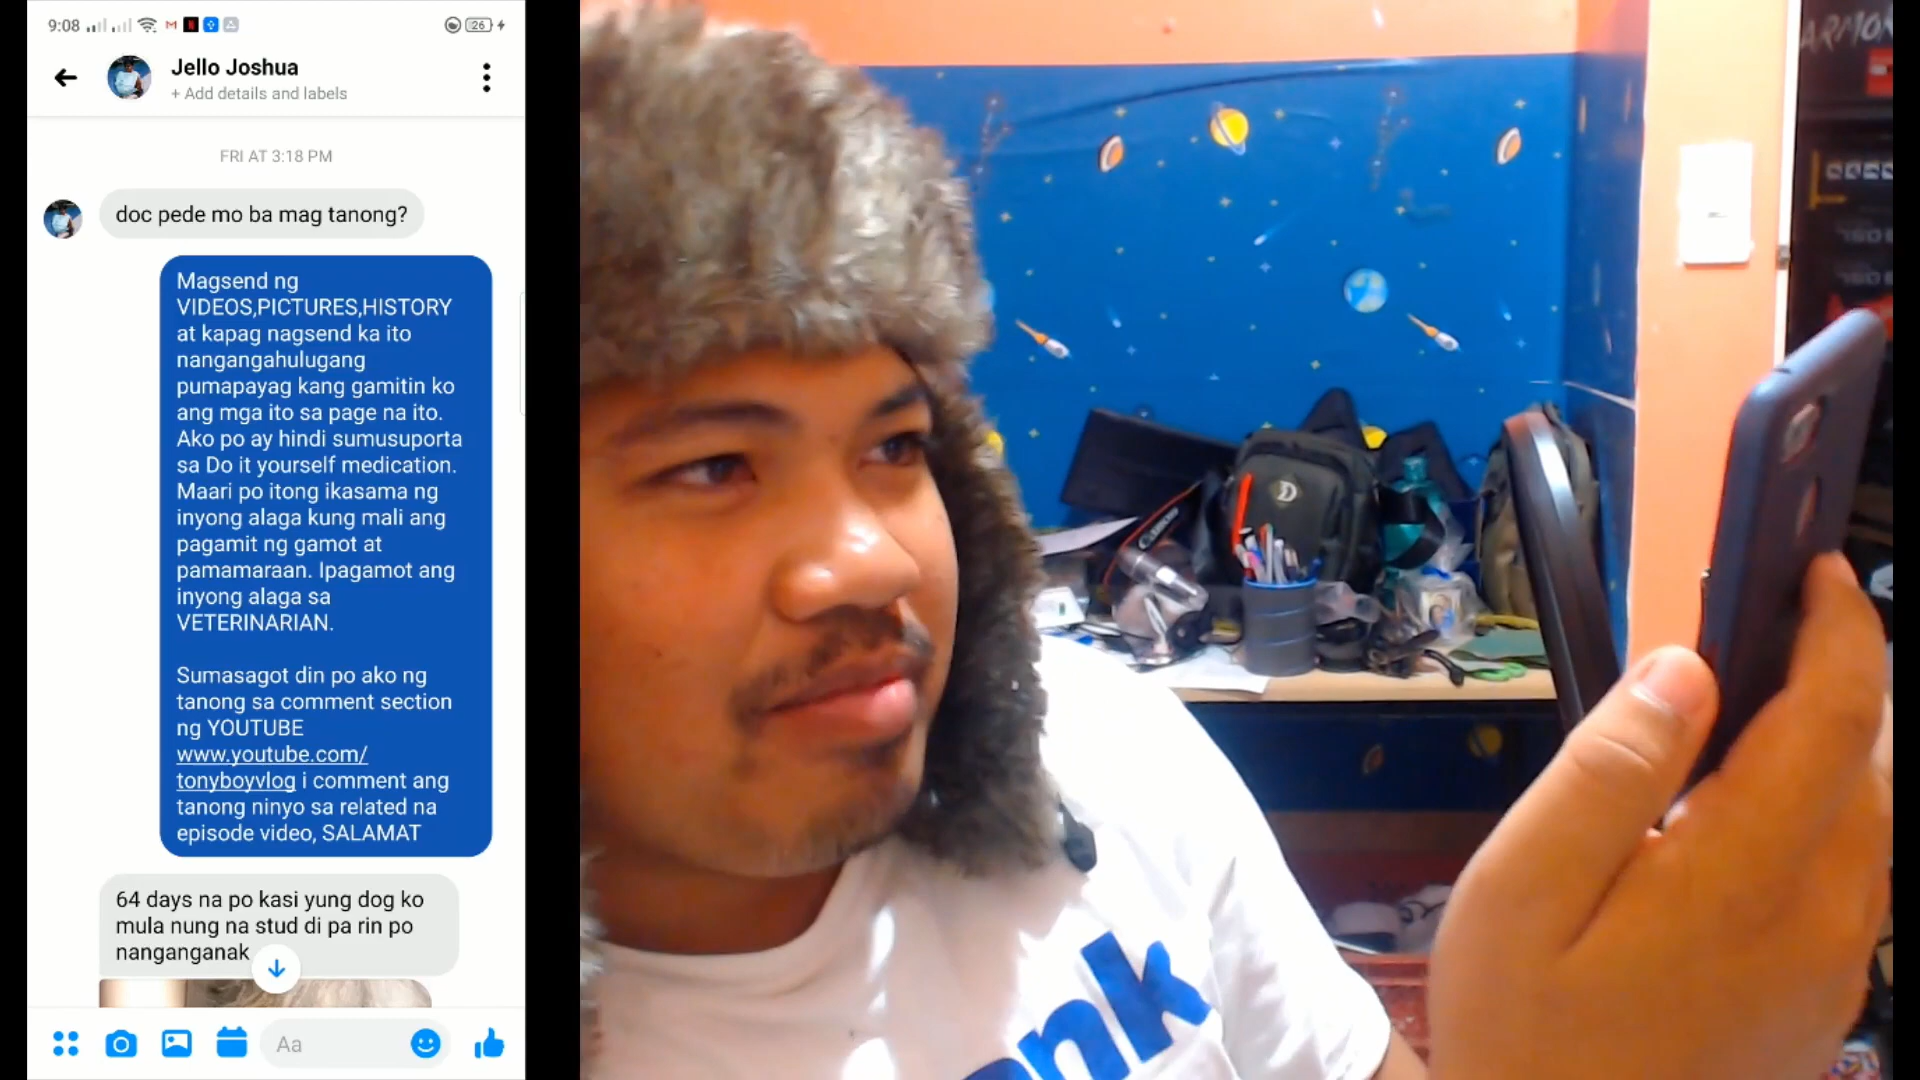 9:08
26
Jello Joshua
+ Add details and labels
FRI AT 3:18 PM
doc pede mo ba mag tanong?
Magsend ng
VIDEOS,PICTURES,HISTORY
at kapag nagsend ka ito
nangangahulugang
pumapayag kang gamitin ko
ang mga ito sa page na ito.
Ako po ay hindi sumusuporta
sa Do it yourself medication.
Maari po itong ikasama ng
inyong alaga kung mali ang
pagamit ng gamot at
pamamaraan. Ipagamot ang
inyong alaga sa
VETERINARIAN.
Sumasagot din po ako ng
tanong sa comment section
ng YOUTUBE
www.youtube.com/
tonyboyvlog i comment ang
tanong ninyo sa related na
episode video, SALAMAT
64 days na po kasi yung dog ko
mula nung na stud di pa rin po
nanganganak
Aa
Canon
nk